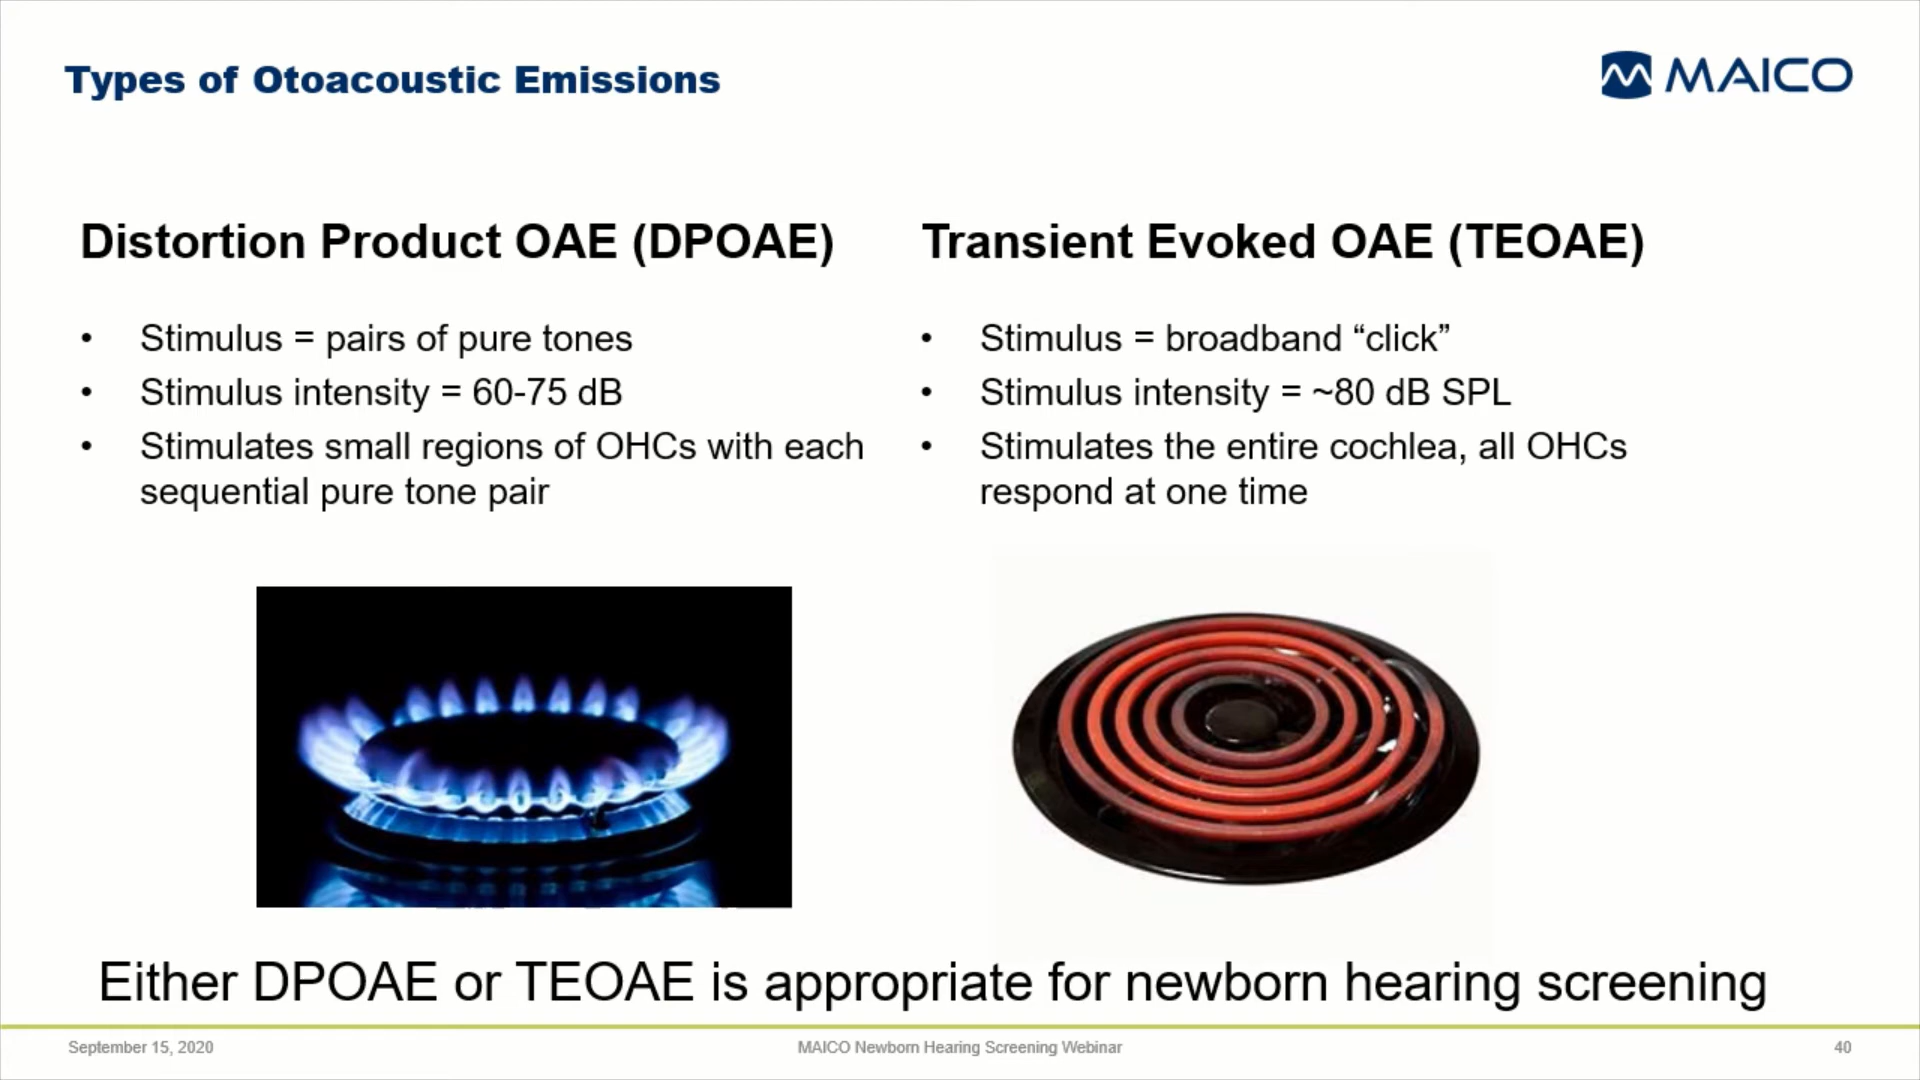 Types of Otoacoustic Emissions
MAICO
Distortion Product OAE (DPOAE)
• Stimulus = pairs of pure tones
• Stimulus intensity = 60-75 dB
• Stimulates small regions of OHCs with each
sequential pure tone pair
Transient Evoked OAE (TEOAE)
• Stimulus = broadband “click”
• Stimulus intensity = ~80 dB SPL
• Stimulates the entire cochlea, all OHCs
respond at one time
Either DPOAE or TEOAE is appropriate for newborn hearing screening
September 15, 2020
MAICO Newborn Hearing Screening Webinar
40